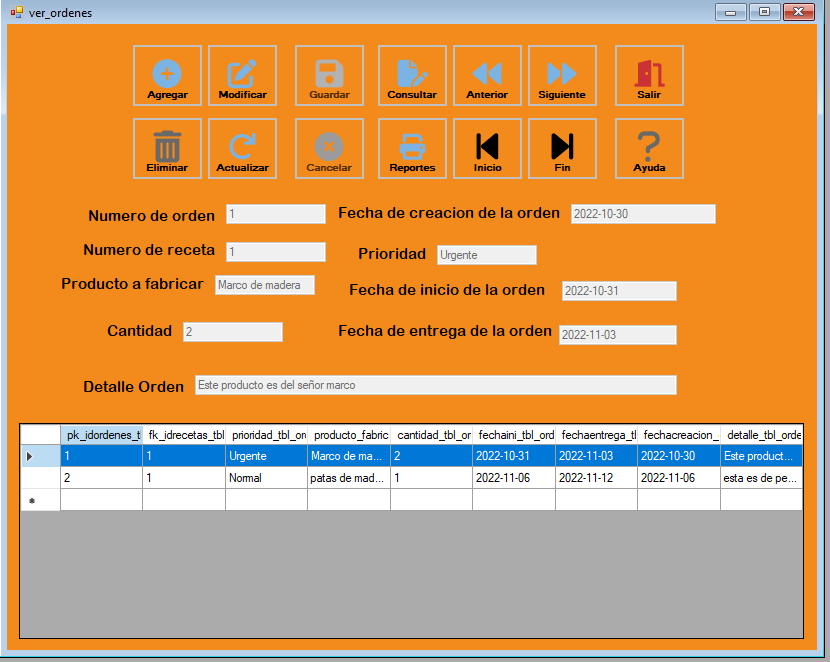 ver_ordenes
Agregar Modificar Guardar Consultar Anterior Siguiente Salir
Eliminar Actualizar Cancelar Reportes Inicio Fin Ayuda
Numero de orden 1 Fecha de creacion de la orden 2022-10-30
Numero de receta 1 Prioridad Urgente
Producto a fabricar Marco de madera Fecha de inicio de la orden 2022-10-31
Cantidad 2 Fecha de entrega de la orden 2022-11-03
Detalle Orden Este producto es del señor marco
pk_idordenes_t fk_idrecetas_tbl prioridad_tbl_or producto_fabric cantidad_tbl_or fechaini_tbl_ord fechaentrega_tl fechacreacion_ detalle_tbl_orde
1 1 Urgente Marco de ma... 2 2022-10-31 2022-11-03 2022-10-30 Este product...
2 1 Normal patas de mad... 1 2022-11-06 2022-11-12 2022-11-06 esta es de pe...